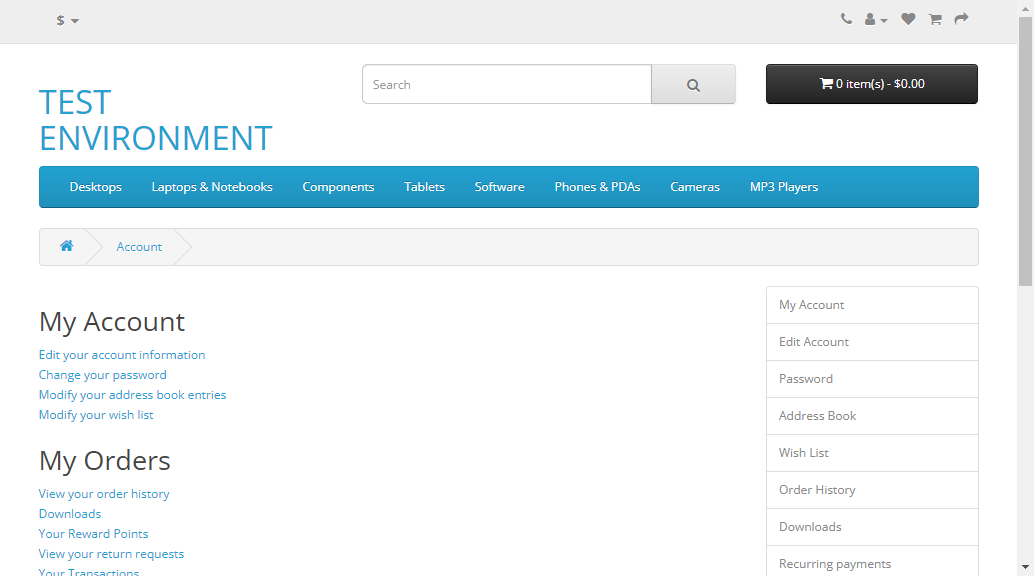 $
Search
0 item(s) - $0.00
TEST
ENVIRONMENT
Desktops Laptops & Notebooks Components Tablets Software Phones & PDAs Cameras MP3 Players
Account
My Account
Edit your account information
Change your password
Modify your address book entries
Modify your wish list
My Orders
View your order history
Downloads
Your Reward Points
View your return requests
Your Transactions
My Account
Edit Account
Password
Address Book
Wish List
Order History
Downloads
Recurring payments